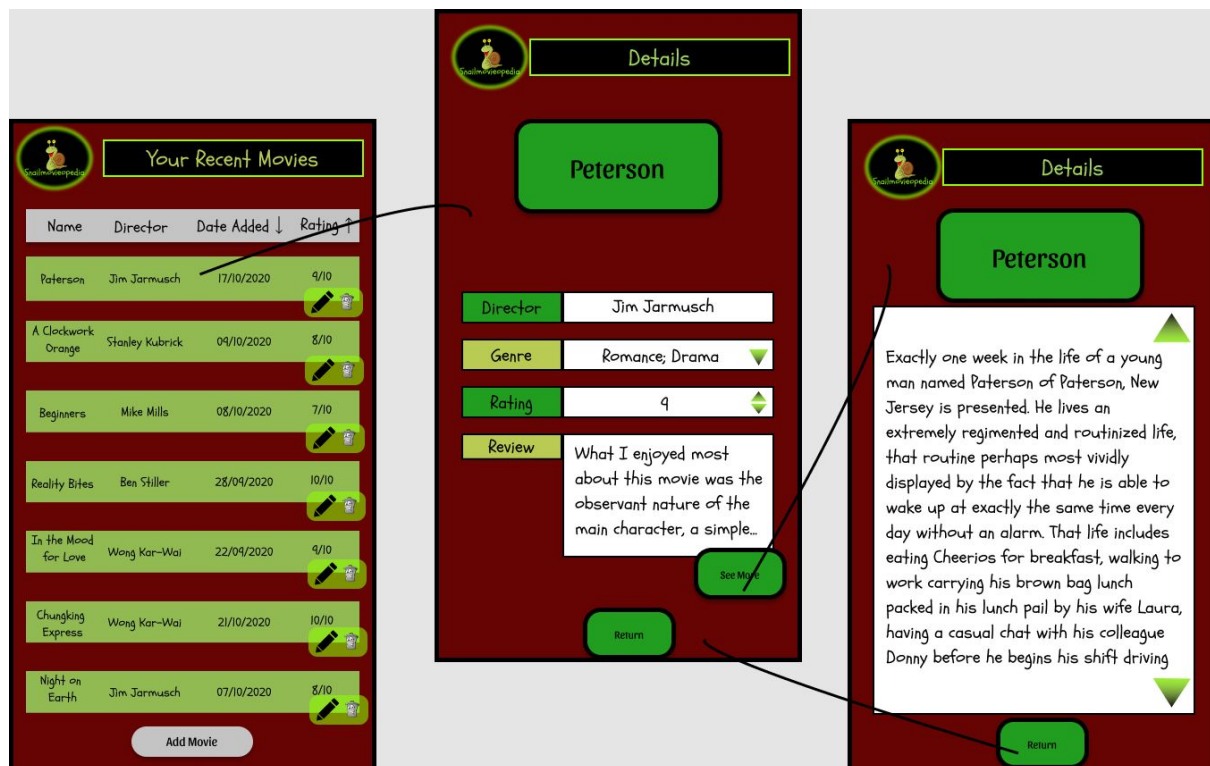 Snailmovieopedia
Your Recent Movies
Name Director Date Added ↓ Rating ↑
Paterson Jim Jarmusch 17/10/2020 9/10
A Clockwork
Orange Stanley Kubrick 09/10/2020 8/10
Beginners Mike Mills 08/10/2020 7/10
Reality Bites Ben Stiller 28/09/2020 10/10
In the Mood
for Love Wong Kar-Wai 22/09/2020 9/10
Chungking
Express Wong Kar-Wai 21/10/2020 10/10
Night on
Earth Jim Jarmusch 07/10/2020 8/10
Add Movie
Snailmovieopedia
Details
Peterson
Director Jim Jarmusch
Genre Romance; Drama
Rating 9
Review
What I enjoyed most
about this movie was the
observant nature of the
main character, a simple...
See More
Return
Snailmovieopedia
Details
Peterson
Exactly one week in the life of a young
man named Paterson of Paterson, New
Jersey is presented. He lives an
extremely regimented and routinized life,
that routine perhaps most vividly
displayed by the fact that he is able to
wake up at exactly the same time every
day without an alarm. That life includes
eating Cheerios for breakfast, walking to
work carrying his brown bag lunch
packed in his lunch pail by his wife Laura,
having a casual chat with his colleague
Donny before he begins his shift driving
Return